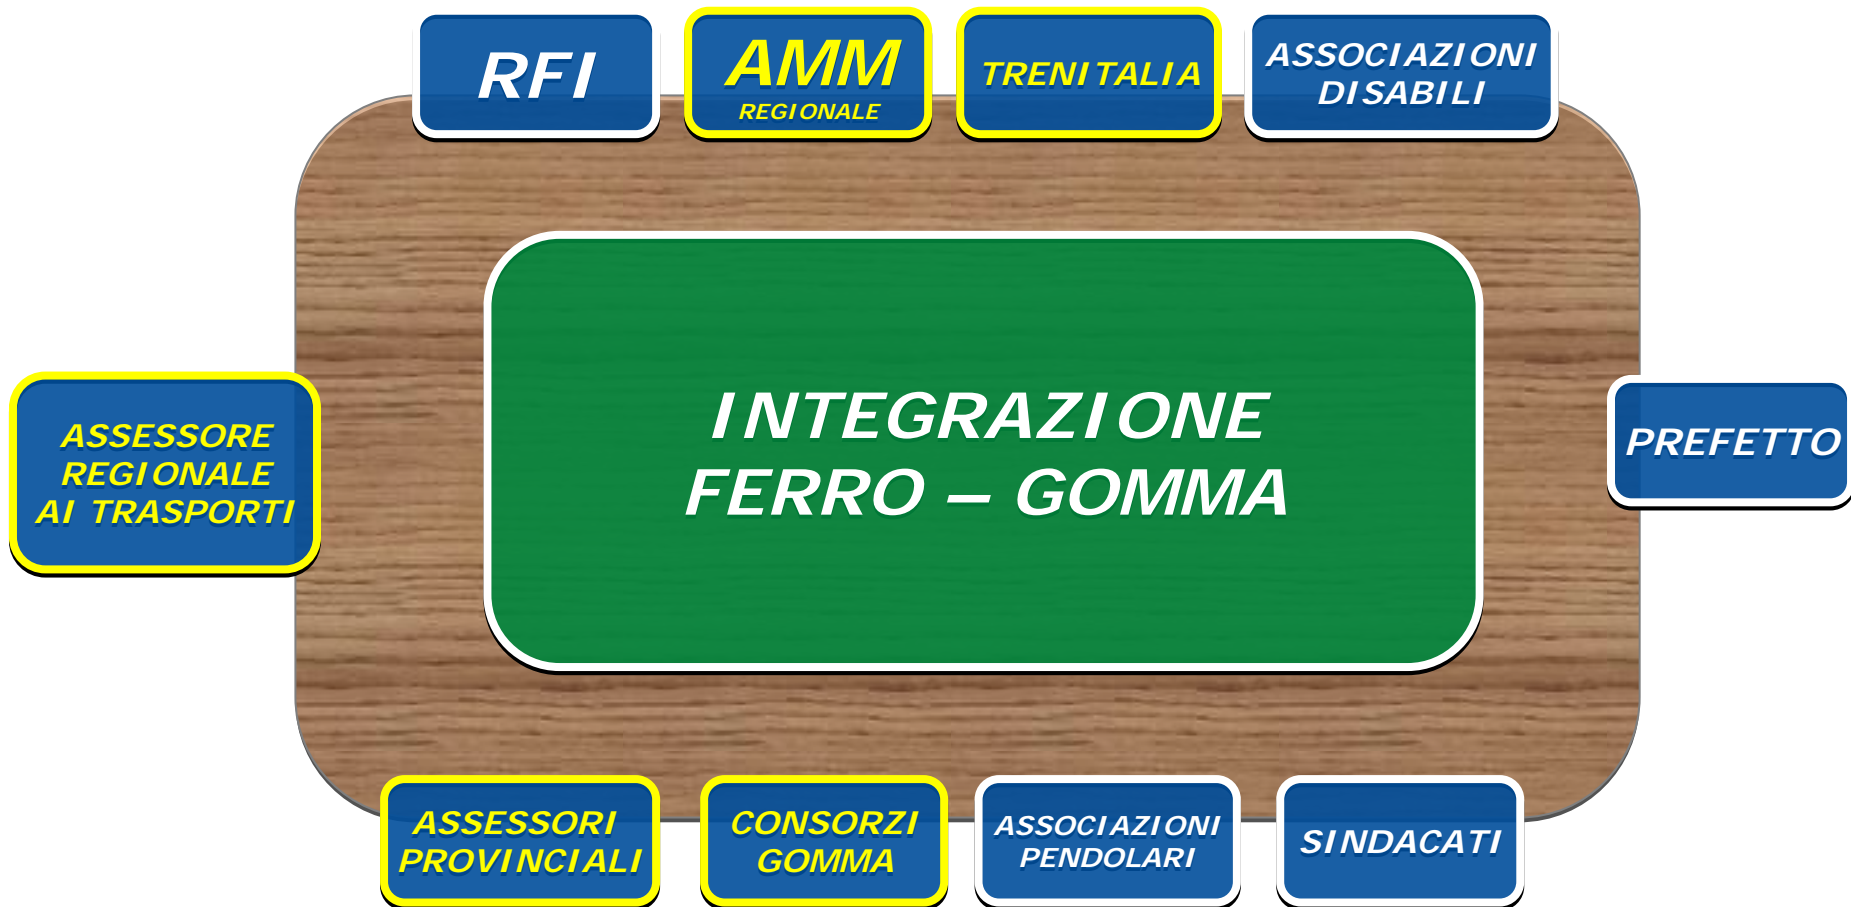 RFI
AMM
REGIONALE
TRENITALIA
ASSOCIAZIONI
DISABILI
ASSESSORE
REGIONALE
AI TRASPORTI
INTEGRAZIONE
FERRO – GOMMA
PREFETTO
ASSESSORI
PROVINCIALI
CONSORZI
GOMMA
ASSOCIAZIONI
PENDOLARI
SINDACATI